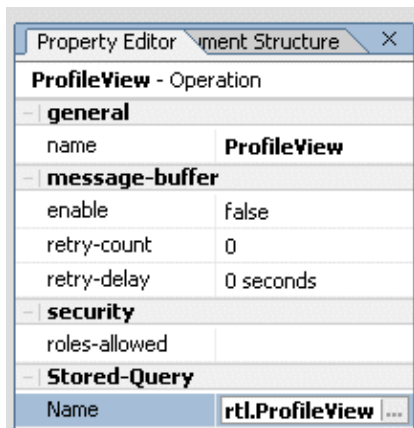 Property Editor ment Structure ×
ProfileView - Operation
general
name ProfileView
message-buffer
enable false
retry-count 0
retry-delay 0 seconds
security
roles-allowed
Stored-Query
Name rtl.ProfileView ...